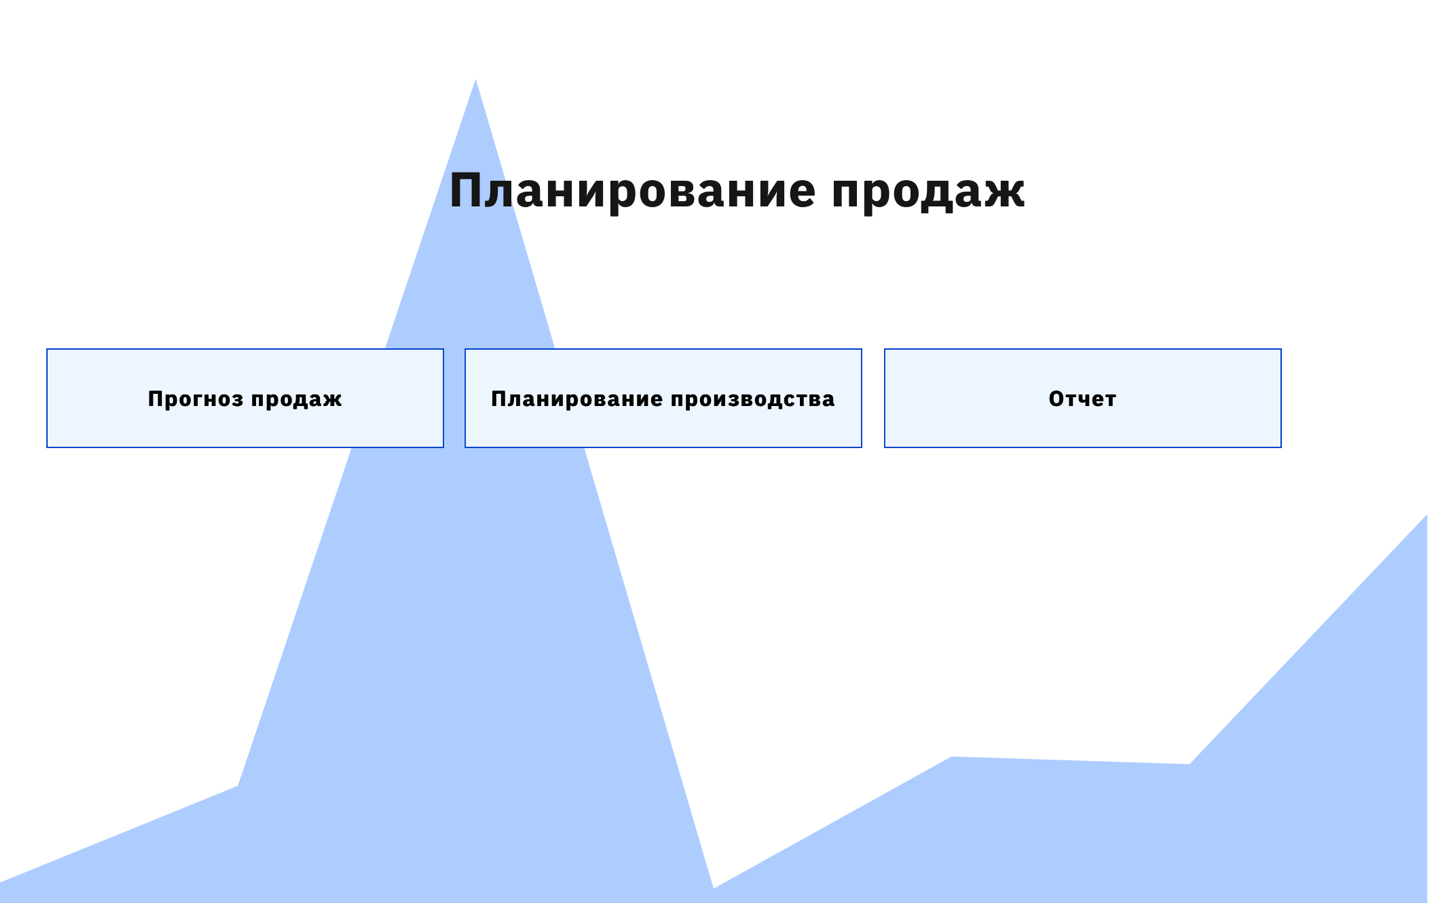 Планирование продаж
Прогноз продаж
Планирование производства
Отчет